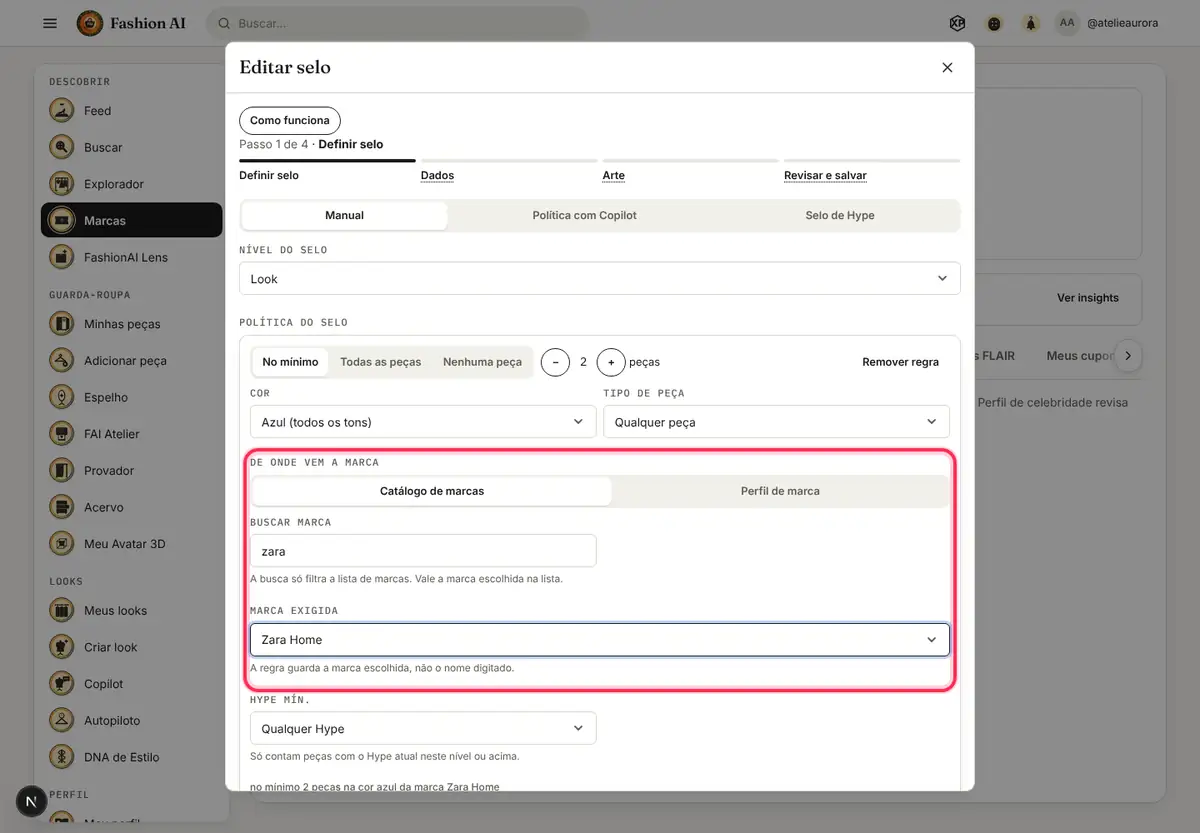 Fashion AI
Buscar...
XP
AA
@atelieaurora
DESCOBRIR
Feed
Buscar
Explorador
Marcas
FashionAI Lens
GUARDA-ROUPA
Minhas peças
Adicionar peça
Espelho
FAI Atelier
Provador
Acervo
Meu Avatar 3D
LOOKS
Meus looks
Criar look
Copilot
Autopiloto
DNA de Estilo
PERFIL
N
Editar selo
Como funciona
Passo 1 de 4 · Definir selo
Definir selo
Dados
Arte
Revisar e salvar
Manual
Política com Copilot
Selo de Hype
NÍVEL DO SELO
Look
POLÍTICA DO SELO
No mínimo
Todas as peças
Nenhuma peça
− 2 + peças
Remover regra
COR
TIPO DE PEÇA
Azul (todos os tons)
Qualquer peça
DE ONDE VEM A MARCA
Catálogo de marcas
Perfil de marca
BUSCAR MARCA
zara
A busca só filtra a lista de marcas. Vale a marca escolhida na lista.
MARCA EXIGIDA
Zara Home
A regra guarda a marca escolhida, não o nome digitado.
HYPE MÍN.
Qualquer Hype
Só contam peças com o Hype atual neste nível ou acima.
no mínimo 2 peças na cor azul da marca Zara Home
Ver insights
s FLAIR
Meus cupon
Perfil de celebridade revisa